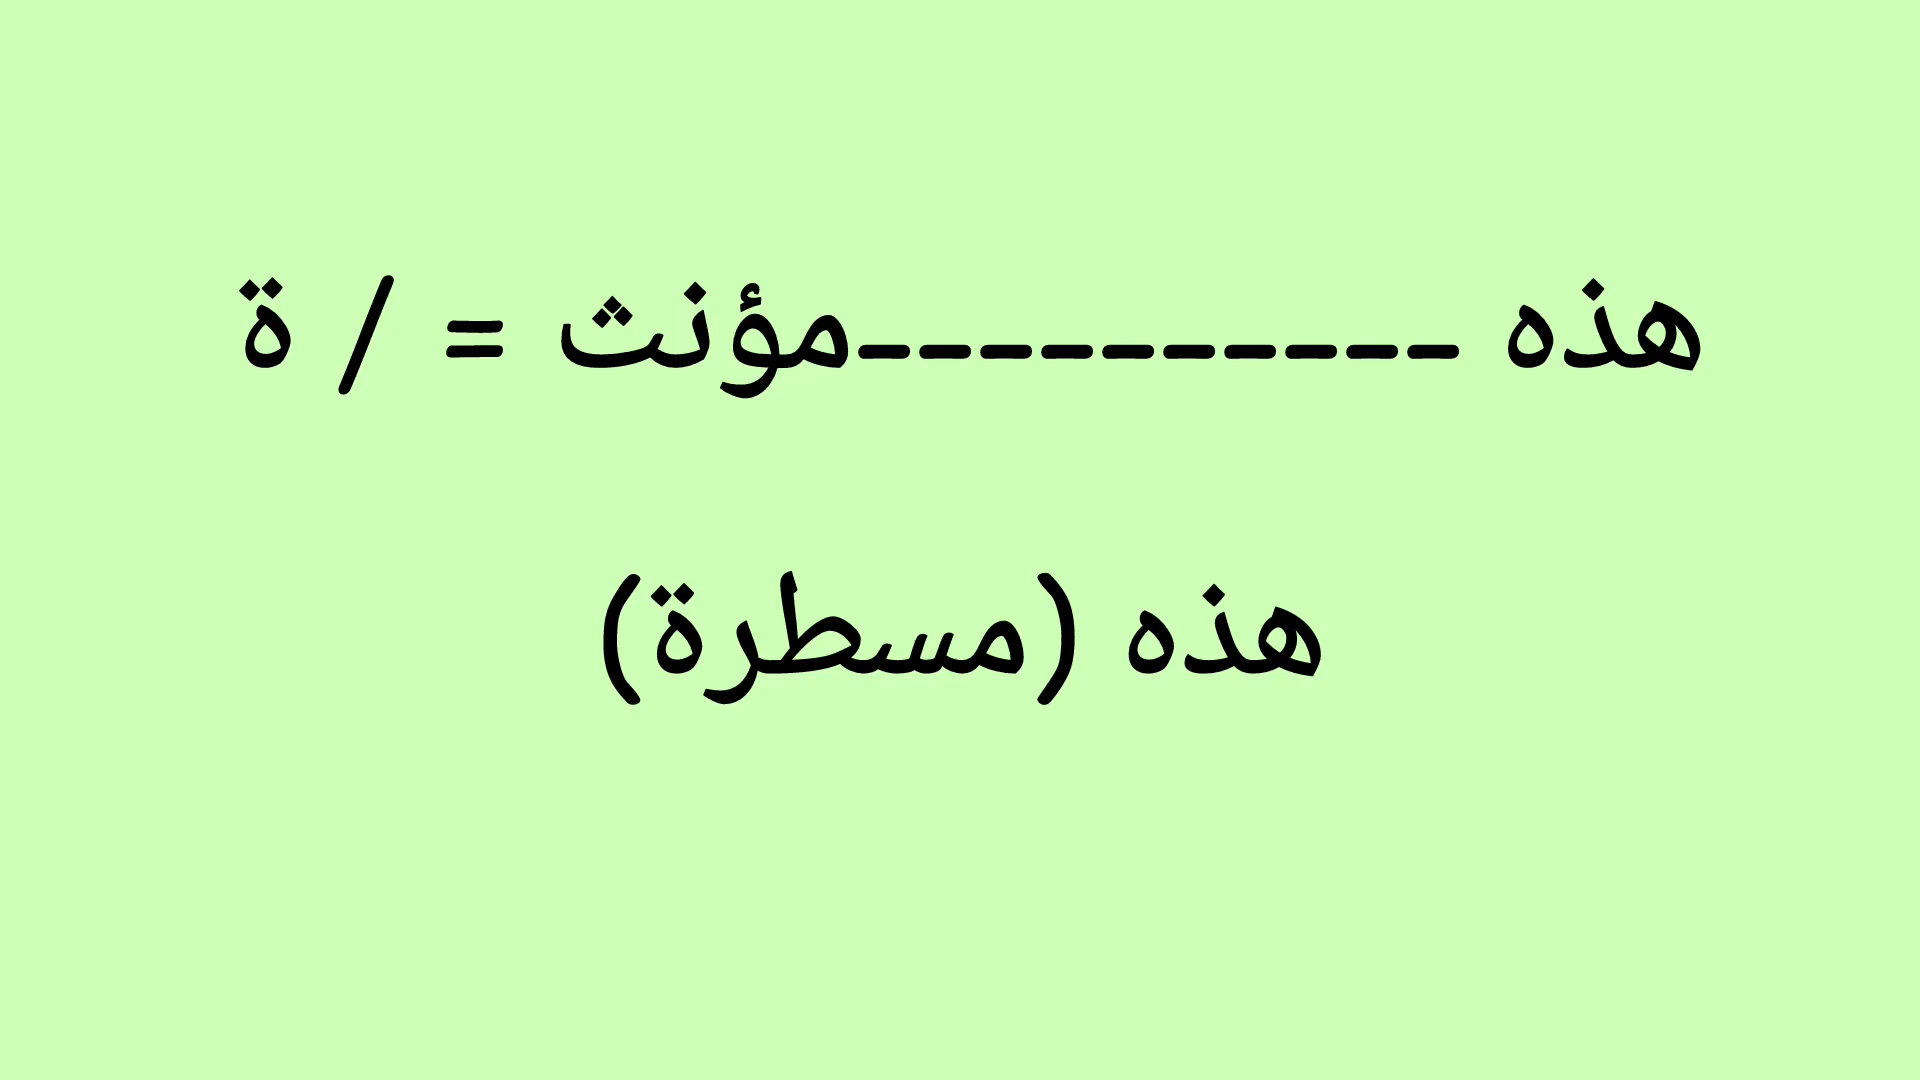 هذه ----------مؤنث = / ة
هذه (مسطرة)